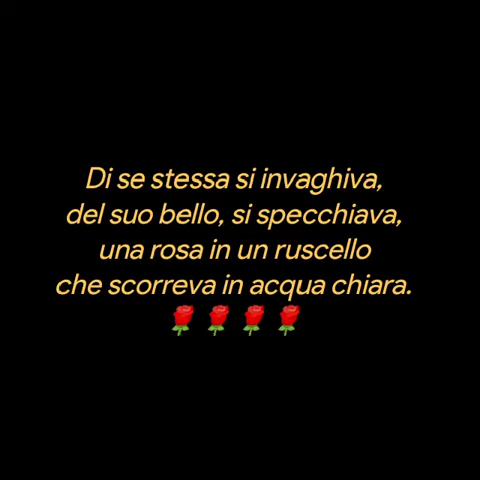 Di se stessa si invaghiva,
del suo bello, si specchiava,
una rosa in un ruscello
che scorreva in acqua chiara.
🌹 🌹 🌹 🌹